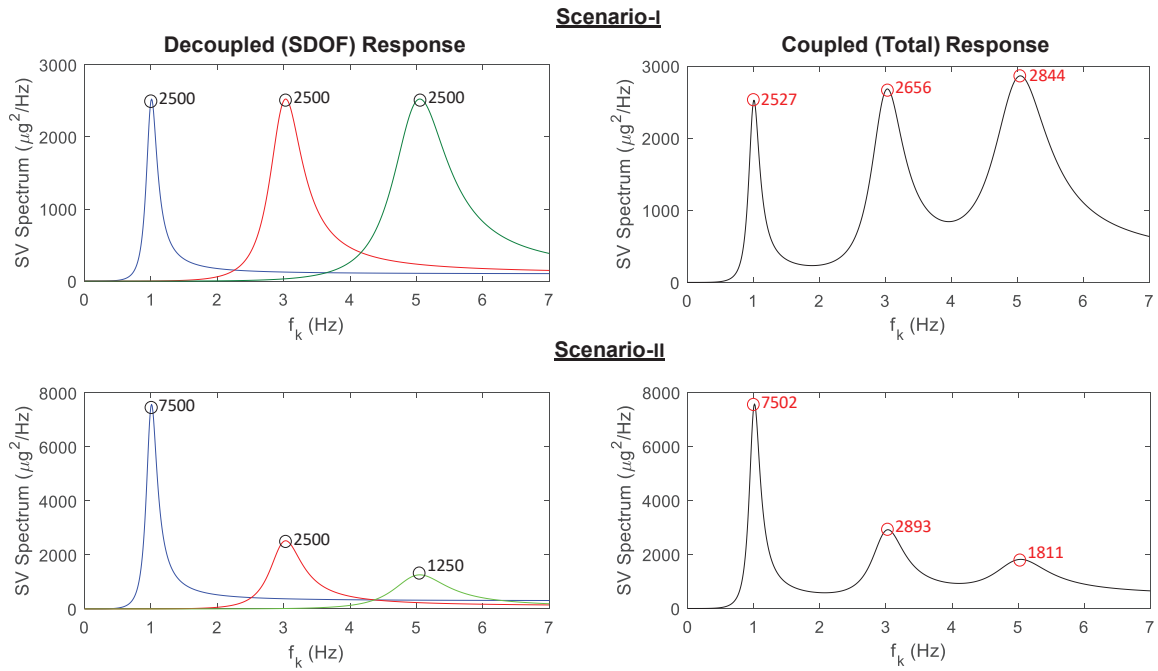 Scenario-I
Decoupled (SDOF) Response
SV Spectrum (μg²/Hz)
3000
2000
1000
0
2500
2500
2500
0 1 2 3 4 5 6 7
f_k (Hz)
Coupled (Total) Response
SV Spectrum (μg²/Hz)
3000
2000
1000
0
2527
2656
2844
0 1 2 3 4 5 6 7
f_k (Hz)
Scenario-II
SV Spectrum (μg²/Hz)
8000
6000
4000
2000
0
7500
2500
1250
0 1 2 3 4 5 6 7
f_k (Hz)
SV Spectrum (μg²/Hz)
8000
6000
4000
2000
0
7502
2893
1811
0 1 2 3 4 5 6 7
f_k (Hz)